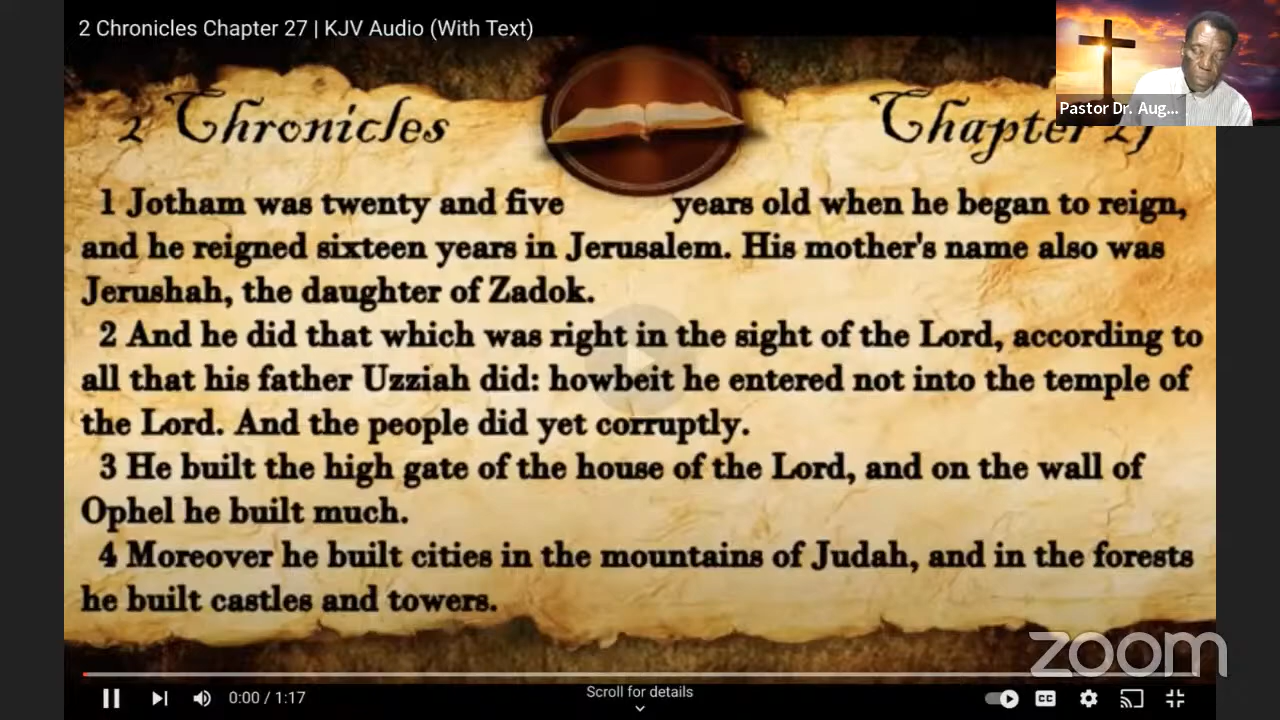 2 Chronicles Chapter 27 | KJV Audio (With Text)
Pastor Dr. Aug...
2 Chronicles Chapter 27
1 Jotham was twenty and five years old when he began to reign,
and he reigned sixteen years in Jerusalem. His mother's name also was
Jerushah, the daughter of Zadok.
2 And he did that which was right in the sight of the Lord, according to
all that his father Uzziah did: howbeit he entered not into the temple of
the Lord. And the people did yet corruptly.
3 He built the high gate of the house of the Lord, and on the wall of
Ophel he built much.
4 Moreover he built cities in the mountains of Judah, and in the forests
he built castles and towers.
zoom
0:00 / 1:17
Scroll for details
CC